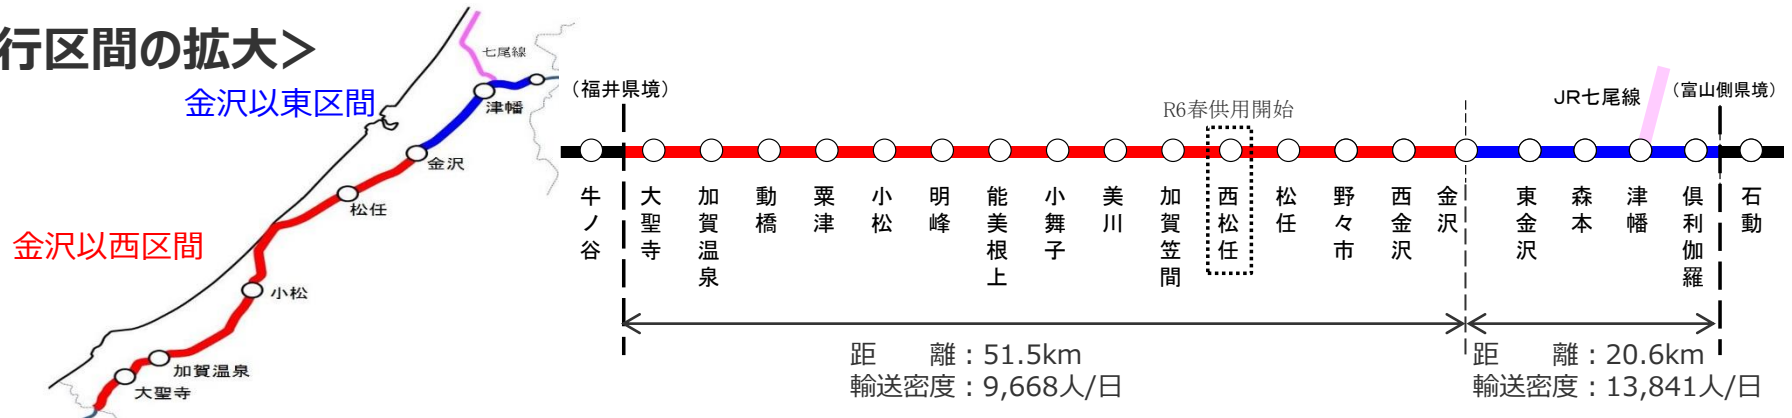 行区間の拡大＞
七尾線
金沢以東区間
津幡
金沢
松任
金沢以西区間
小松
加賀温泉
大聖寺
（福井県境）
R6春供用開始
JR七尾線
（富山側県境）
牛ノ谷
大聖寺
加賀温泉
動橋
粟津
小松
明峰
能美根上
小舞子
美川
加賀笠間
西松任
松任
野々市
西金沢
金沢
東金沢
森本
津幡
倶利伽羅
石動
距　　離：51.5km
輸送密度：9,668人/日
距　　離：20.6km
輸送密度：13,841人/日